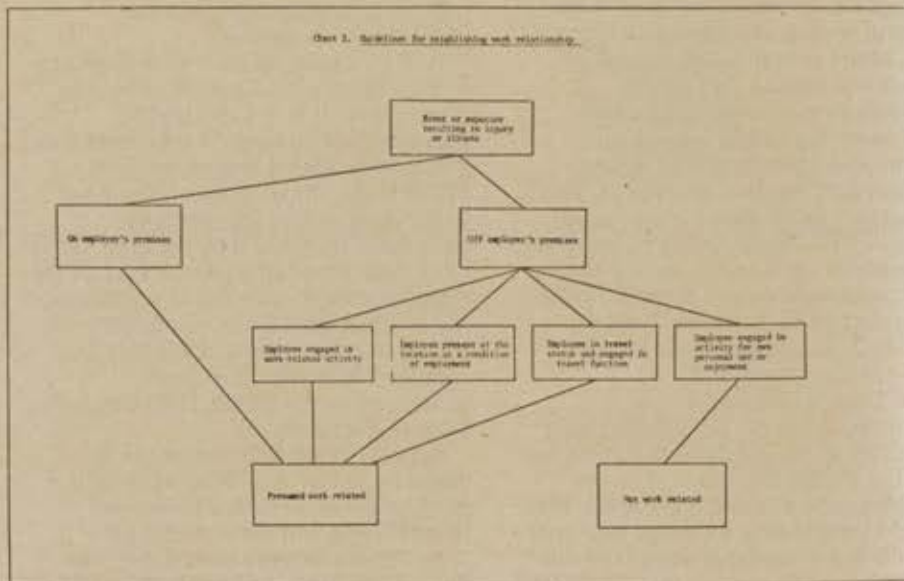 Chart 2. Guidelines for establishing work relationship
Event or exposure
resulting in injury
or illness
On employer's premises
Off employer's premises
Employee engaged in
work-related activity
Employee present at the
location as a condition
of employment
Employee in travel
status and engaged in
travel function
Employee engaged in
activity for own
personal use or
enjoyment
Presumed work related
Not work related